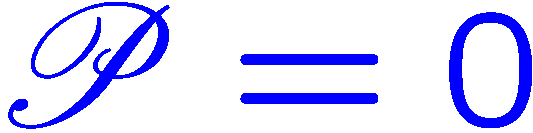 𝒫 = 0